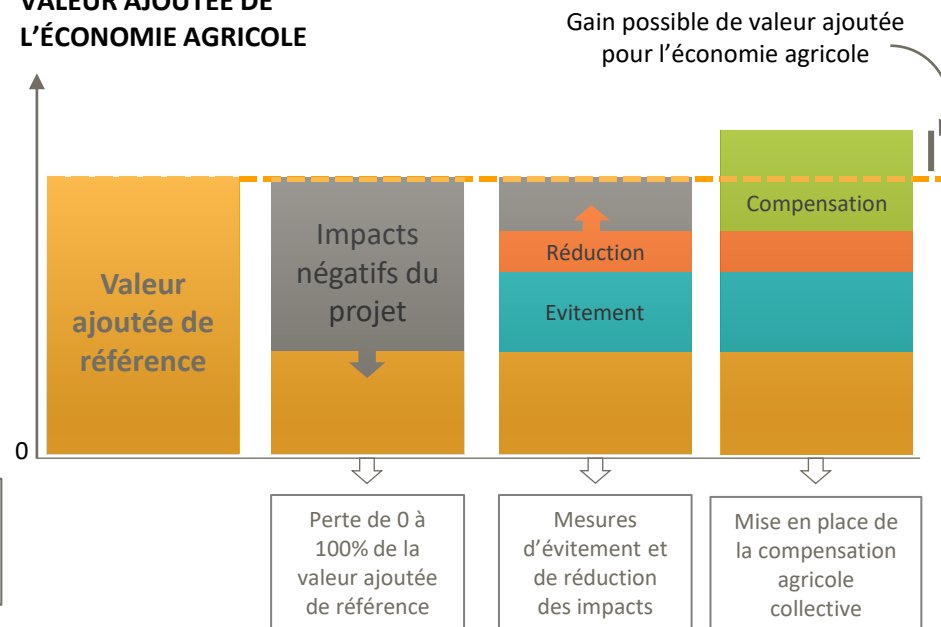 VALEUR AJOUTÉE DE
L'ÉCONOMIE AGRICOLE
Gain possible de valeur ajoutée
pour l'économie agricole
Valeur
ajoutée de
référence
Impacts
négatifs du
projet
Réduction
Evitement
Compensation
0
Perte de 0 à
100% de la
valeur ajoutée
de référence
Mesures
d'évitement et
de réduction
des impacts
Mise en place de
la compensation
agricole
collective